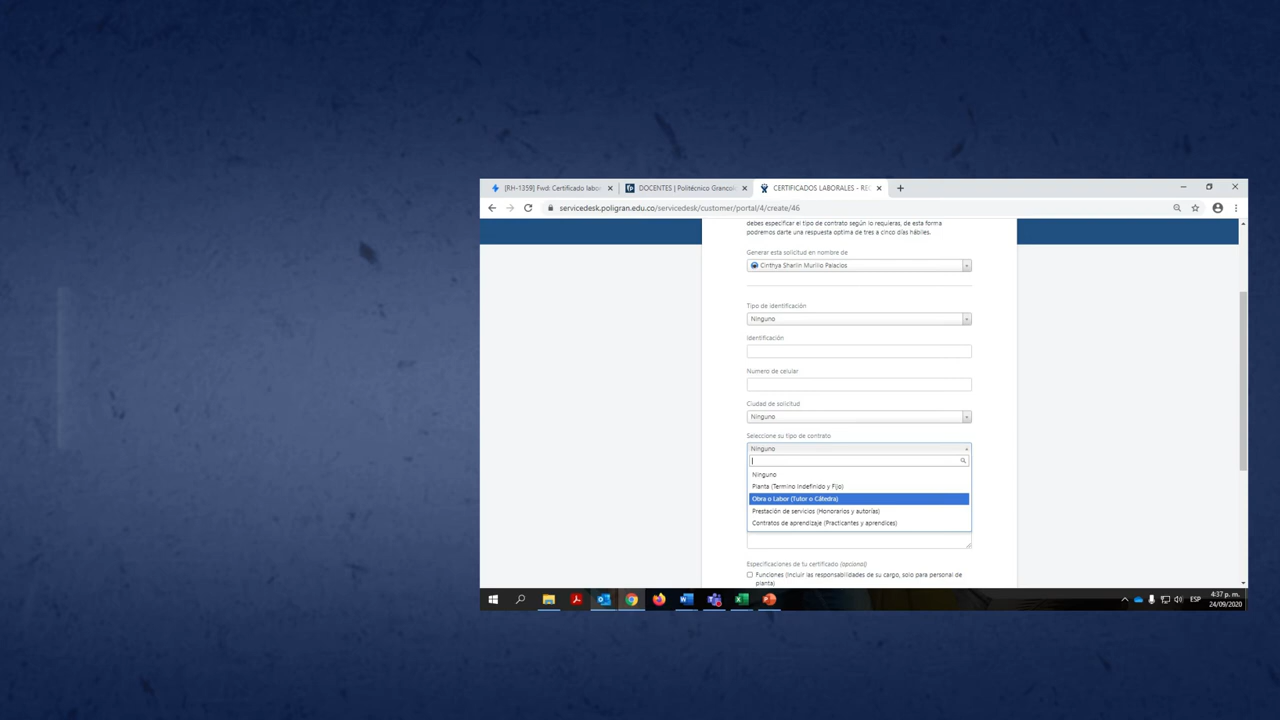 [RH-1359] Fwd: Certificado labor
DOCENTES | Politécnico Grancol
CERTIFICADOS LABORALES - RE
servicedesk.poligran.edu.co/servicedesk/customer/portal/4/create/46
debes especificar el tipo de contrato según lo requieras, de esta forma
podremos darte una respuesta optima de tres a cinco días hábiles.
Generar esta solicitud en nombre de
Cinthya Sharlin Murillo Palacios
Tipo de identificación
Ninguno
Identificación
Numero de celular
Ciudad de solicitud
Ninguno
Seleccione su tipo de contrato
Ninguno
Ninguno
Planta (Termino Indefinido y Fijo)
Obra o Labor (Tutor o Cátedra)
Prestación de servicios (Honorarios y autorías)
Contratos de aprendizaje (Practicantes y aprendices)
Especificaciones de tu certificado (opcional)
Funciones (Incluir las responsabilidades de su cargo, solo para personal de
planta)
ESP
4:37 p. m.
24/09/2020